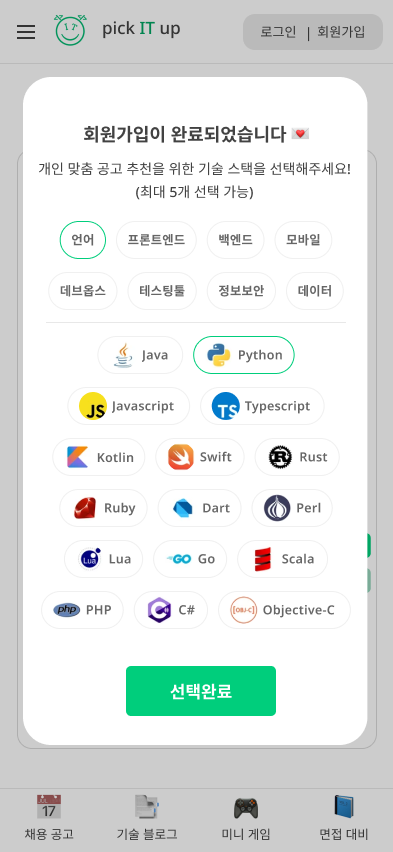 pick IT up
로그인 | 회원가입
회원가입이 완료되었습니다 💌
개인 맞춤 공고 추천을 위한 기술 스택을 선택해주세요!
(최대 5개 선택 가능)
언어 프론트엔드 백엔드 모바일
데브옵스 테스팅툴 정보보안 데이터
Java Python
JS Javascript TS Typescript
Kotlin Swift R Rust
Ruby Dart Perl
Lua Lua GO Go Scala
php PHP C C# [OBJ-C] Objective-C
선택완료
JUL 17
채용 공고 기술 블로그 미니 게임 면접 대비